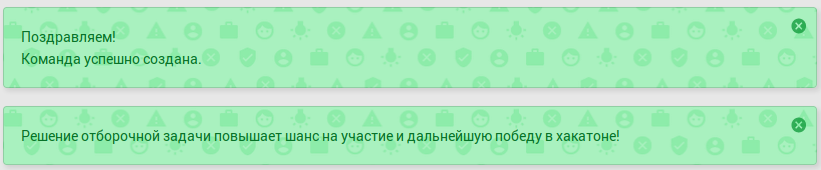 Поздравляем!
Команда успешно создана.
Решение отборочной задачи повышает шанс на участие и дальнейшую победу в хакатоне!